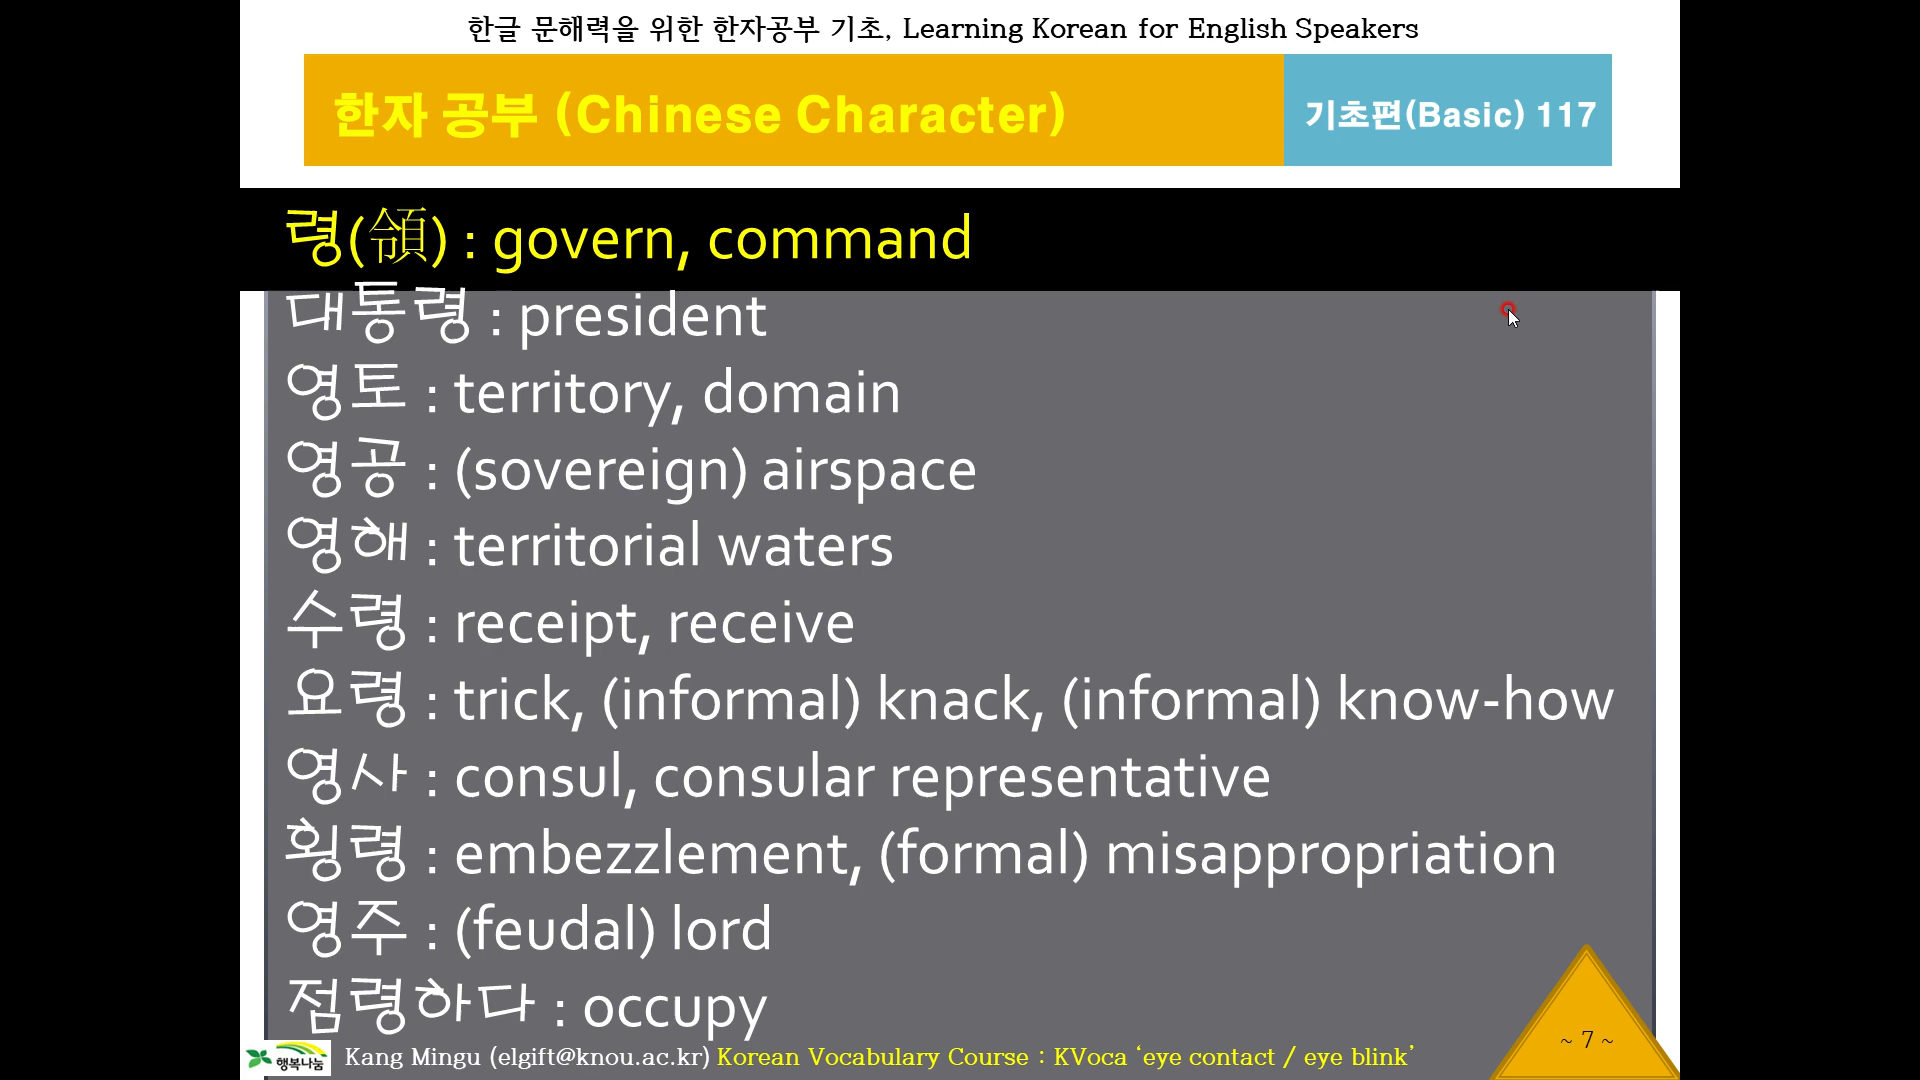 한글 문해력을 위한 한자공부 기초, Learning Korean for English Speakers
한자 공부 (Chinese Character)
기초편(Basic) 117
령(領) : govern, command
대통령 : president
영토 : territory, domain
영공 : (sovereign) airspace
영해 : territorial waters
수령 : receipt, receive
요령 : trick, (informal) knack, (informal) know-how
영사 : consul, consular representative
횡령 : embezzlement, (formal) misappropriation
영주 : (feudal) lord
점령하다 : occupy
행복나눔
Kang Mingu (elgift@knou.ac.kr) Korean Vocabulary Course : KVoca ‘eye contact / eye blink’
~ 7 ~